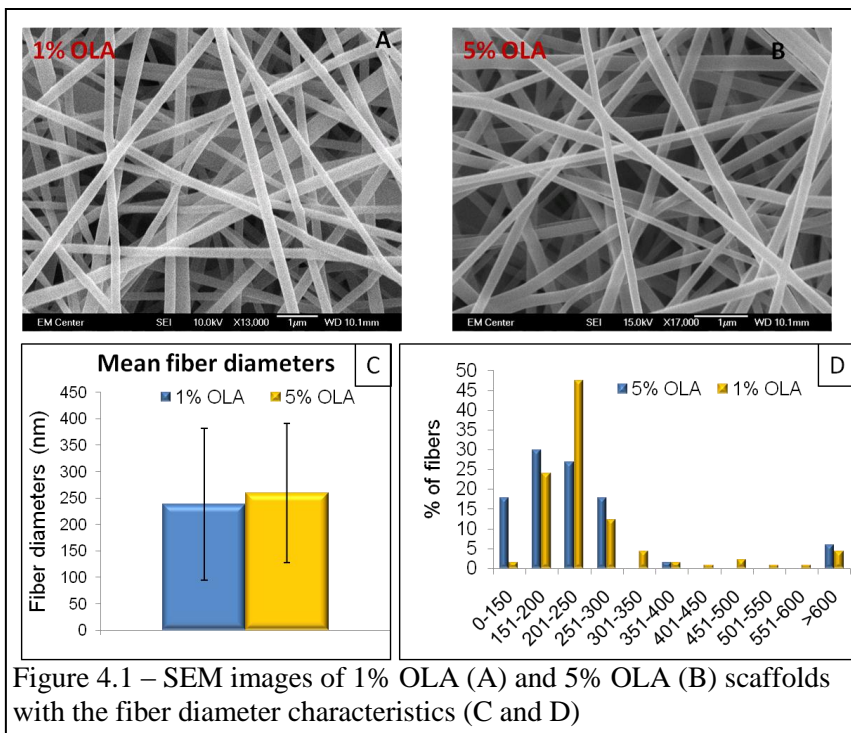 1% OLA
A
EM Center SEI 10.0kV X13,000 1µm WD 10.1mm
5% OLA
B
EM Center SEI 15.0kV X17,000 1µm WD 10.1mm
Mean fiber diameters
C
1% OLA 5% OLA
Fiber diameters (nm)
450
400
350
300
250
200
150
100
50
0
D
5% OLA 1% OLA
% of fibers
50
45
40
35
30
25
20
15
10
5
0
0-150
151-200
201-250
251-300
301-350
351-400
401-450
451-500
501-550
551-600
>600
Figure 4.1 – SEM images of 1% OLA (A) and 5% OLA (B) scaffolds
with the fiber diameter characteristics (C and D)